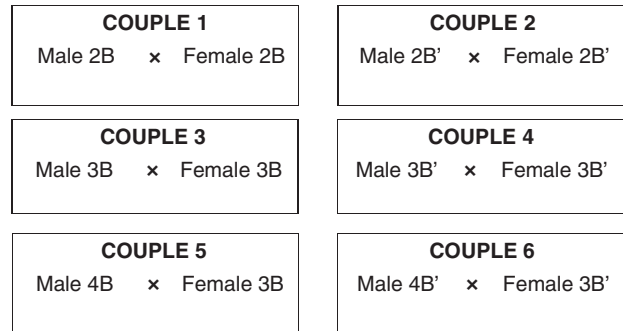 COUPLE 1
Male 2B × Female 2B
COUPLE 2
Male 2B’ × Female 2B’
COUPLE 3
Male 3B × Female 3B
COUPLE 4
Male 3B’ × Female 3B’
COUPLE 5
Male 4B × Female 3B
COUPLE 6
Male 4B’ × Female 3B’